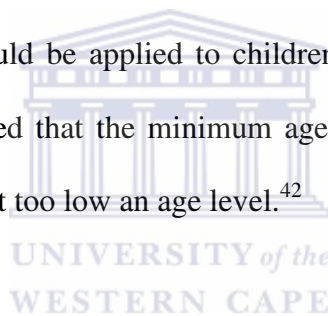 uld be applied to children
ed that the minimum age
t too low an age level.42
UNIVERSITY of the
WESTERN CAPE